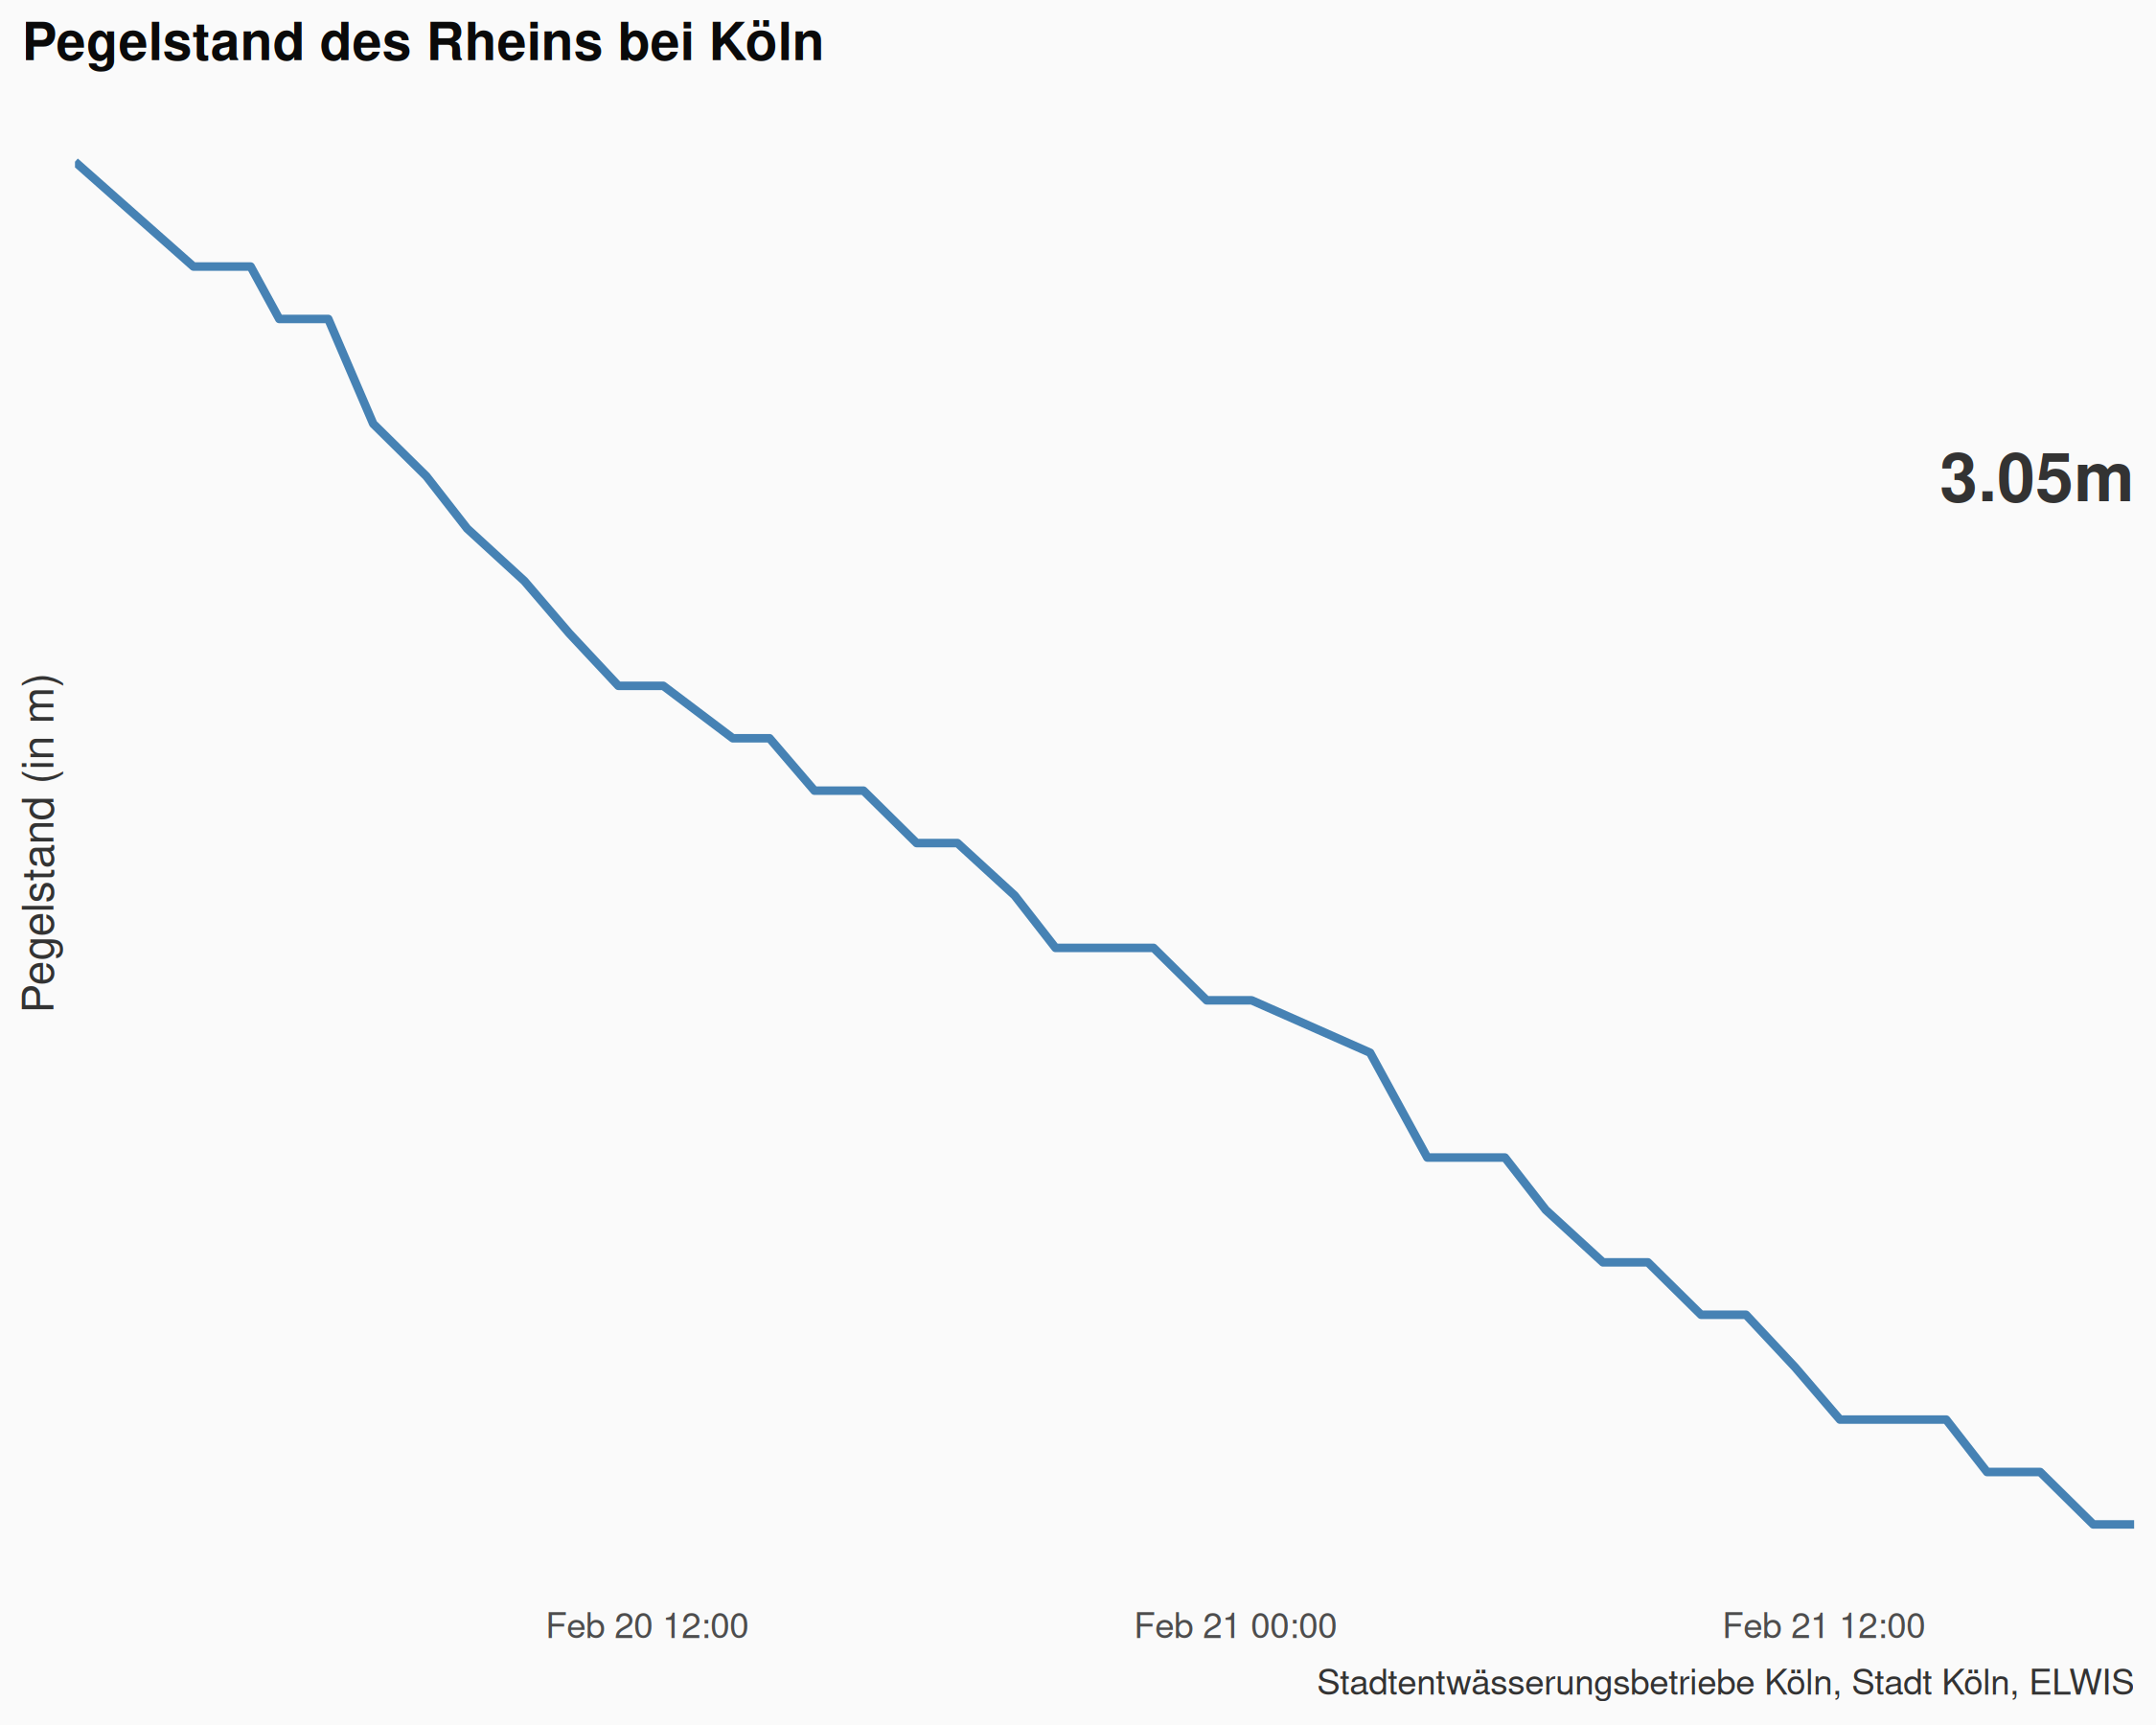 Pegelstand des Rheins bei Köln
3.05m
Pegelstand (in m)
Feb 20 12:00
Feb 21 00:00
Feb 21 12:00
Stadtentwässerungsbetriebe Köln, Stadt Köln, ELWIS